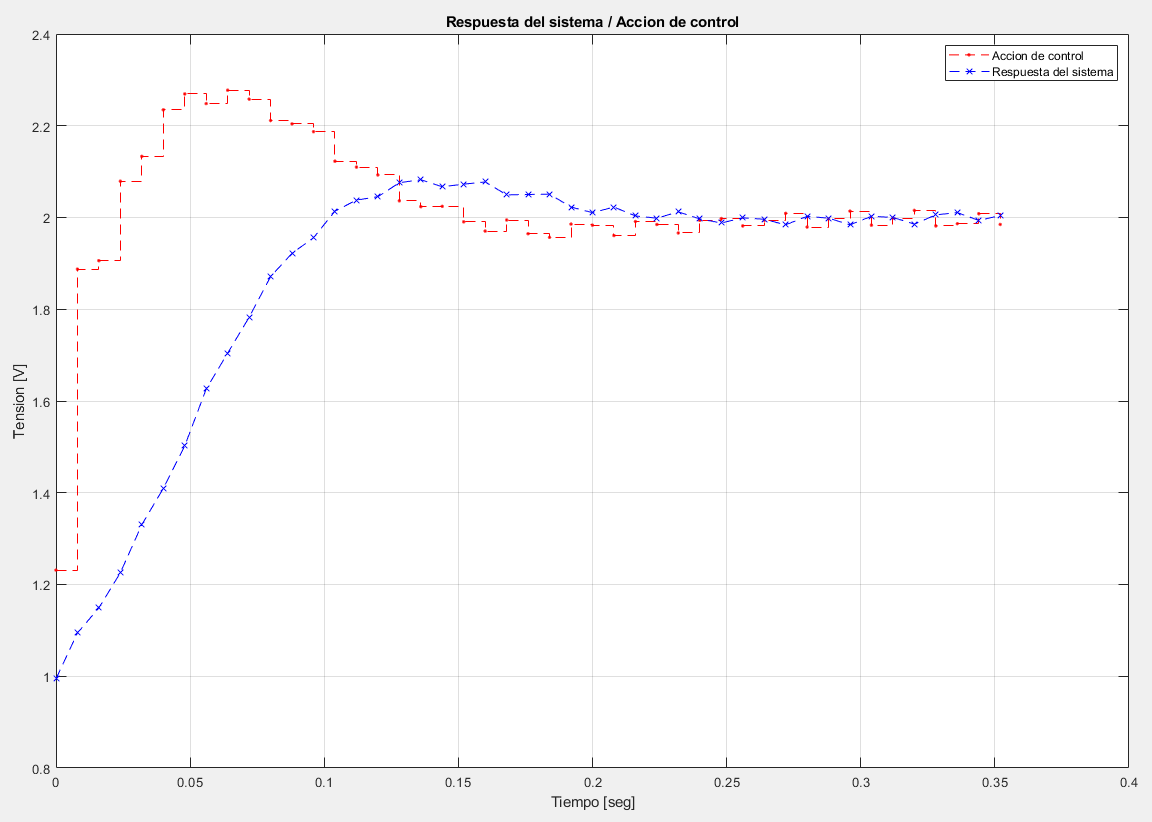 Respuesta del sistema / Accion de control
2.4
2.2
2
1.8
1.6
1.4
1.2
1
0.8
Tension [V]
Accion de control
Respuesta del sistema
0 0.05 0.1 0.15 0.2 0.25 0.3 0.35 0.4
Tiempo [seg]